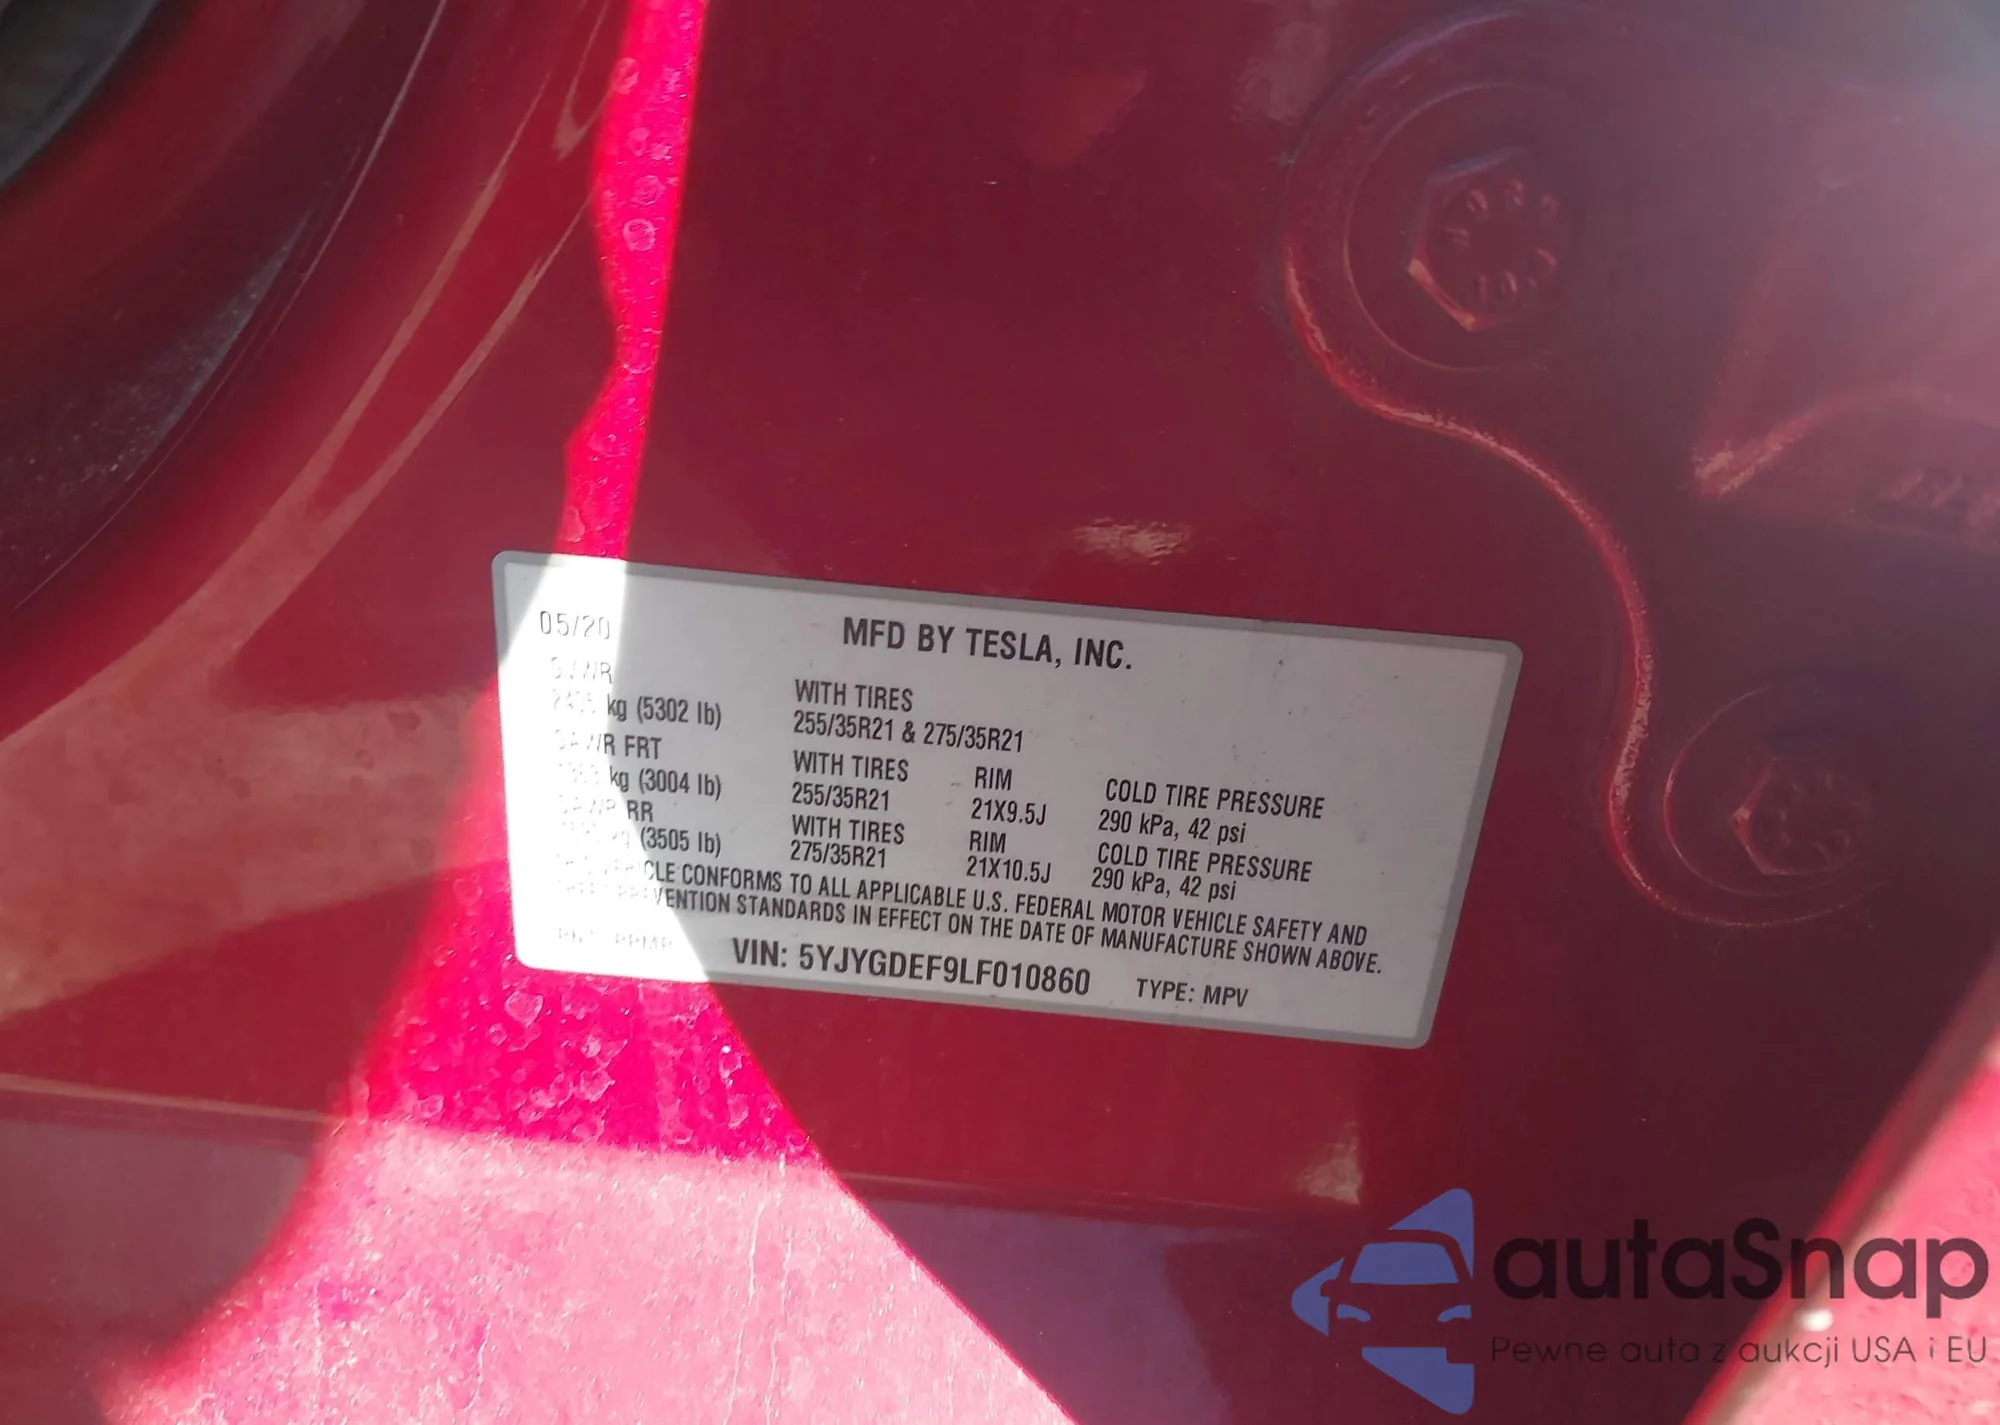 05/20
MFD BY TESLA, INC.
GVWR
WITH TIRES
kg (5302 lb)
255/35R21 & 275/35R21
FRT
WITH TIRES
RIM
COLD TIRE PRESSURE
kg (3004 lb)
255/35R21
21X9.5J
290 kPa, 42 psi
RR
WITH TIRES
RIM
COLD TIRE PRESSURE
(3505 lb)
275/35R21
21X10.5J
290 kPa, 42 psi
CONFORMS TO ALL APPLICABLE U.S. FEDERAL MOTOR VEHICLE SAFETY AND
STANDARDS IN EFFECT ON THE DATE OF MANUFACTURE SHOWN ABOVE.
VIN: 5YJYGDEF9LF010860
TYPE: MPV
autaSnap
Pewne auta z aukcji USA i EU